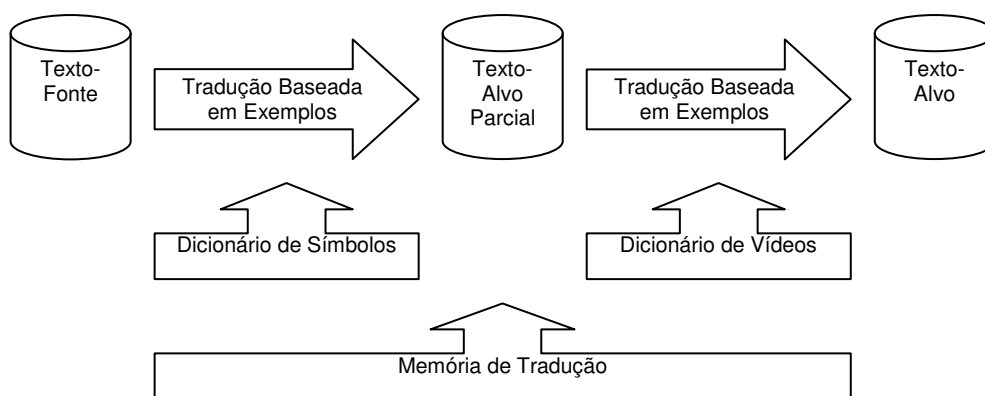 Texto-
Fonte
Tradução Baseada
em Exemplos
Texto-
Alvo
Parcial
Tradução Baseada
em Exemplos
Texto-
Alvo
Dicionário de Símbolos
Dicionário de Vídeos
Memória de Tradução